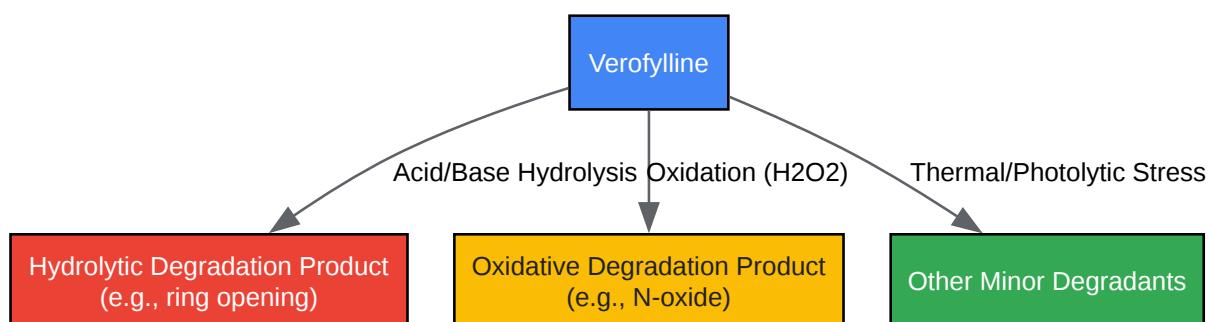 Verofylline
Acid/Base Hydrolysis
Oxidation (H2O2)
Thermal/Photolytic Stress
Hydrolytic Degradation Product
(e.g., ring opening)
Oxidative Degradation Product
(e.g., N-oxide)
Other Minor Degradants